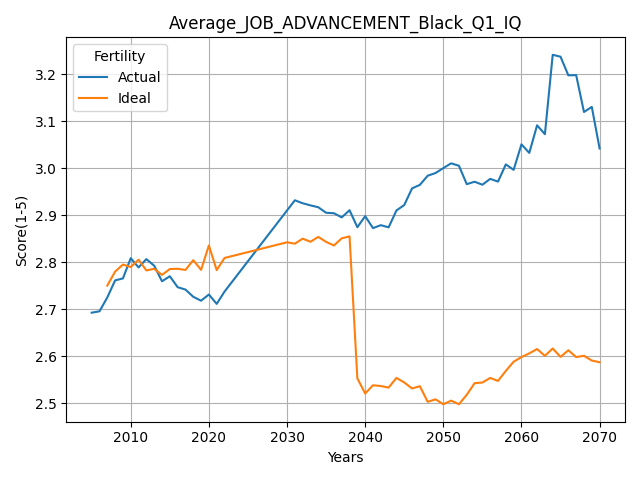 Average_JOB_ADVANCEMENT_Black_Q1_IQ
Fertility
Actual
Ideal
Score(1-5)
3.2
3.1
3.0
2.9
2.8
2.7
2.6
2.5
2010 2020 2030 2040 2050 2060 2070
Years